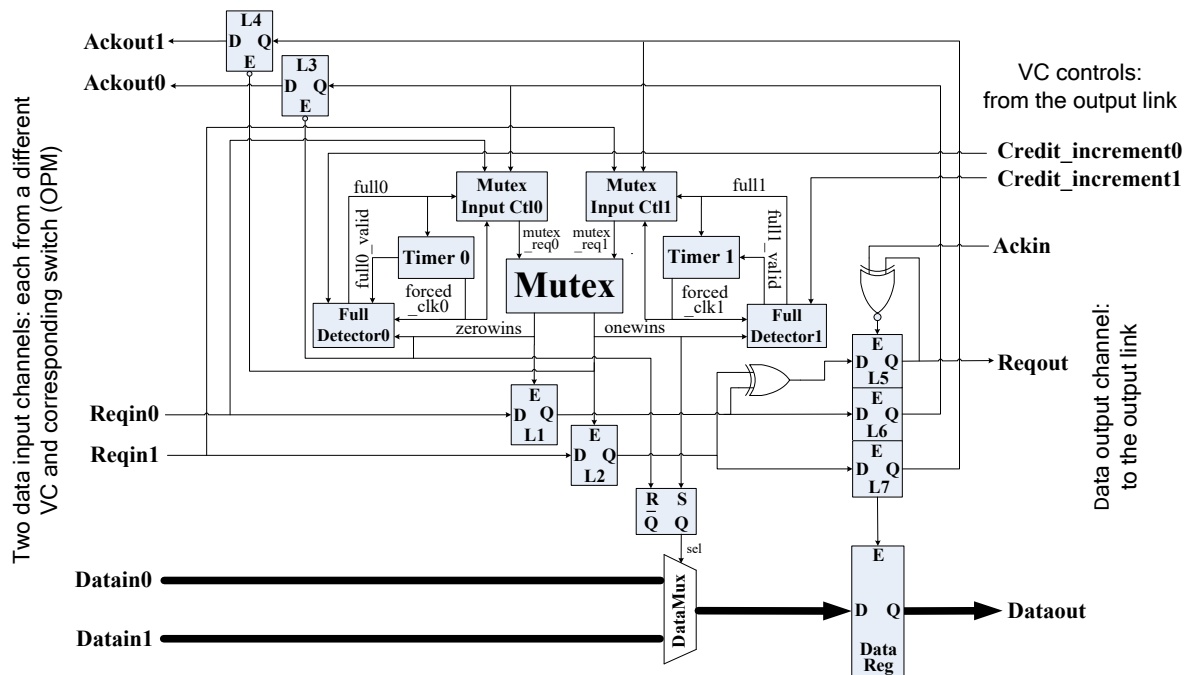 Two data input channels: each from a different
VC and corresponding switch (OPM)
Ackout1
Ackout0
L4
D Q
E
L3
D Q
E
VC controls:
from the output link
Credit_increment0
Credit_increment1
full0
full0_valid
Mutex
Input Ctl0
Mutex
Input Ctl1
full1
full1_valid
mutex
_req0
mutex
_req1
Timer 0
Timer 1
Mutex
forced
_clk0
forced
_clk1
Full
Detector0
Full
Detector1
zerowins
onewins
Ackin
E
D Q
L5
Reqout
E
D Q
L6
E
D Q
L7
Data output channel:
to the output link
Reqin0
Reqin1
E
D Q
L1
E
D Q
L2
R S
Q Q
sel
Datain0
Datain1
DataMux
E
D Q
Data
Reg
Dataout